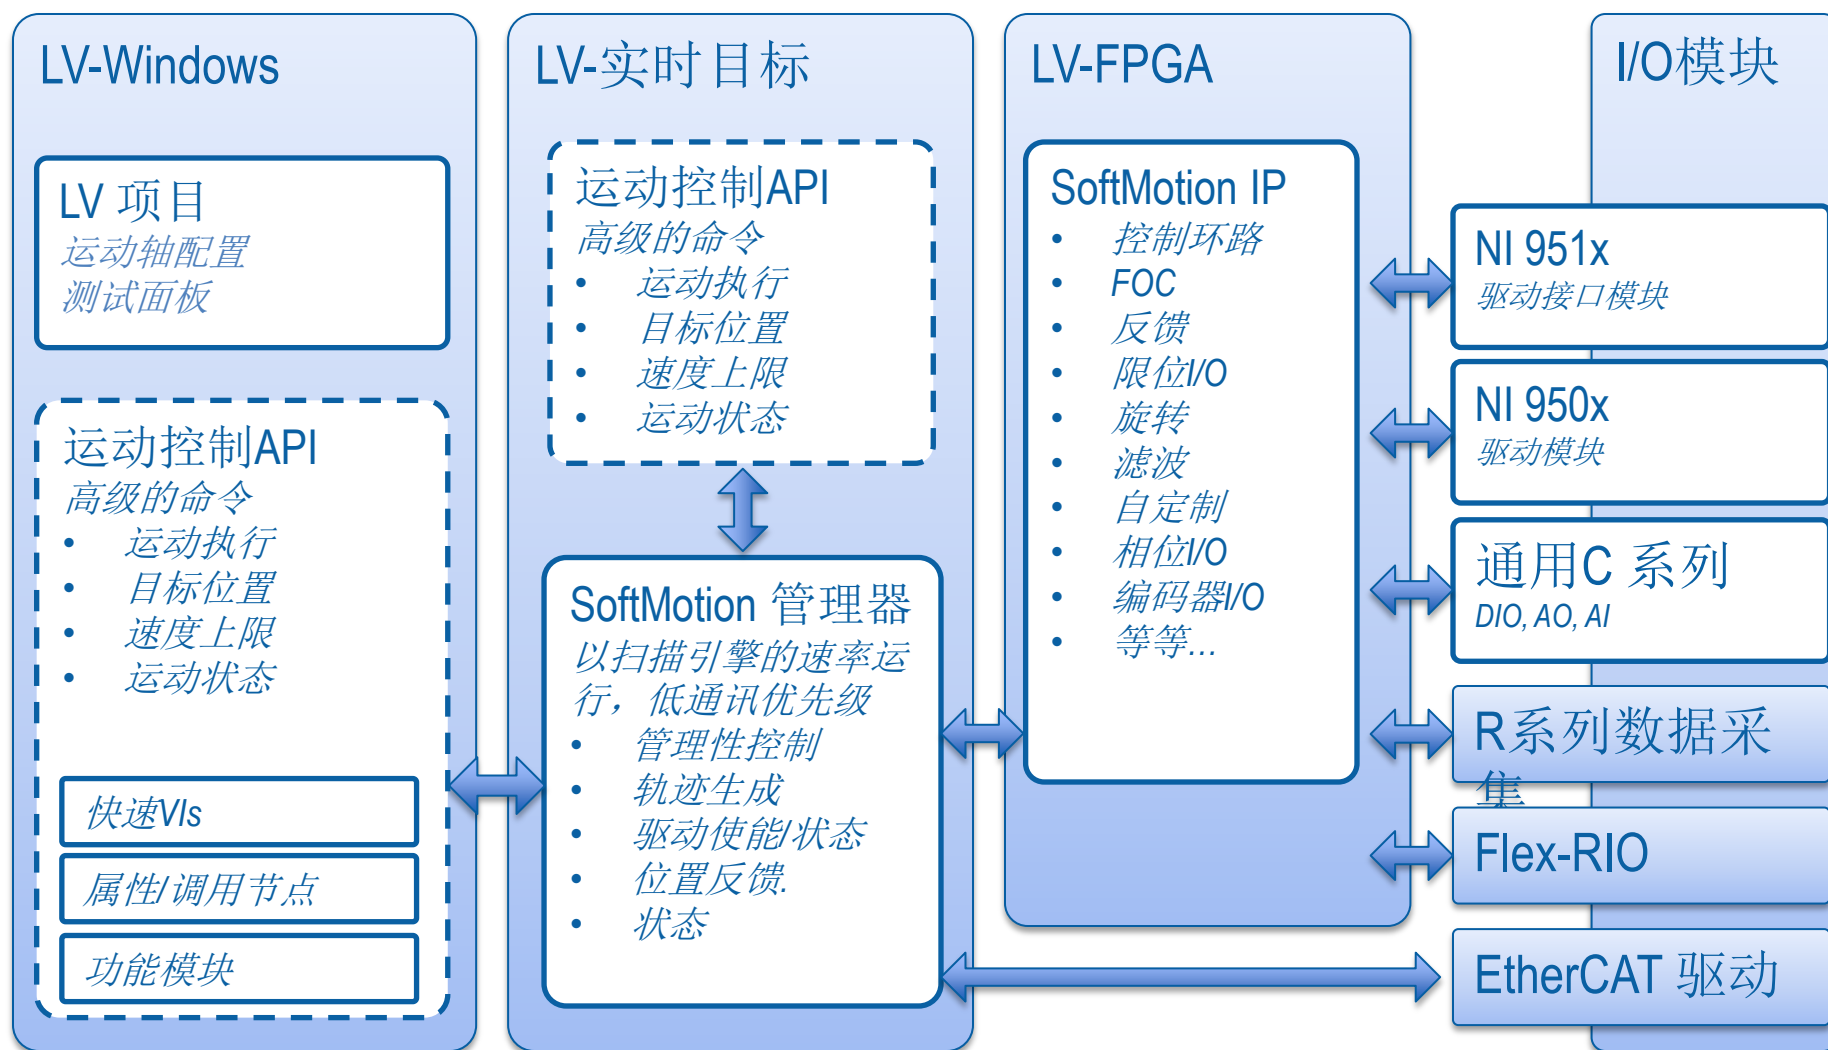 LV-Windows
LV 项目
运动轴配置
测试面板
运动控制API
高级的命令
• 运动执行
• 目标位置
• 速度上限
• 运动状态
快速VIs
属性/调用节点
功能模块
LV-实时目标
运动控制API
高级的命令
• 运动执行
• 目标位置
• 速度上限
• 运动状态
SoftMotion 管理器
以扫描引擎的速率运
行，低通讯优先级
• 管理性控制
• 轨迹生成
• 驱动使能/状态
• 位置反馈.
• 状态
LV-FPGA
SoftMotion IP
• 控制环路
• FOC
• 反馈
• 限位I/O
• 旋转
• 滤波
• 自定制
• 相位I/O
• 编码器I/O
• 等等...
I/O模块
NI 951x
驱动接口模块
NI 950x
驱动模块
通用C 系列
DIO, AO, AI
R系列数据采
集
Flex-RIO
EtherCAT 驱动